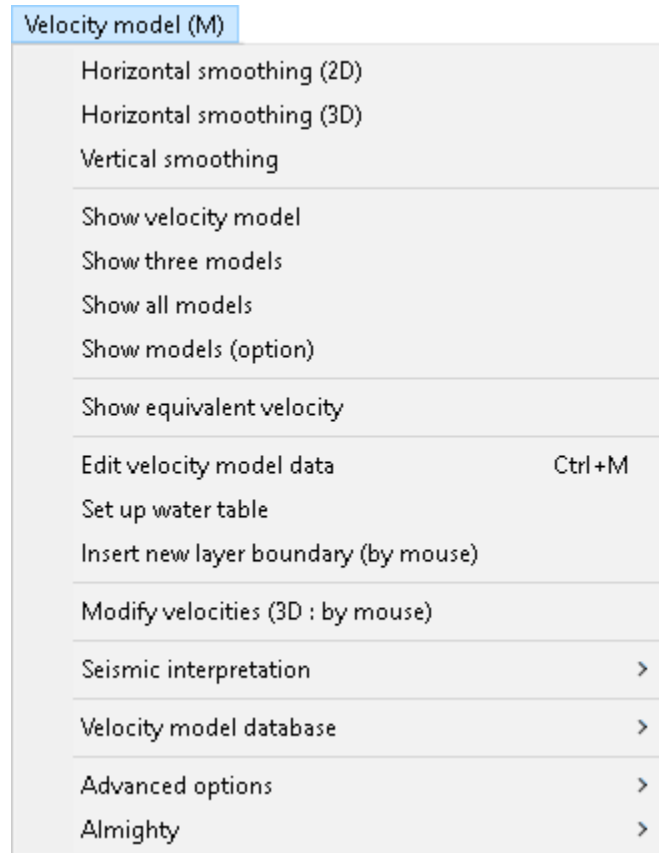 Velocity model (M)
Horizontal smoothing (2D)
Horizontal smoothing (3D)
Vertical smoothing
Show velocity model
Show three models
Show all models
Show models (option)
Show equivalent velocity
Edit velocity model data Ctrl+M
Set up water table
Insert new layer boundary (by mouse)
Modify velocities (3D : by mouse)
Seismic interpretation >
Velocity model database >
Advanced options >
Almighty >